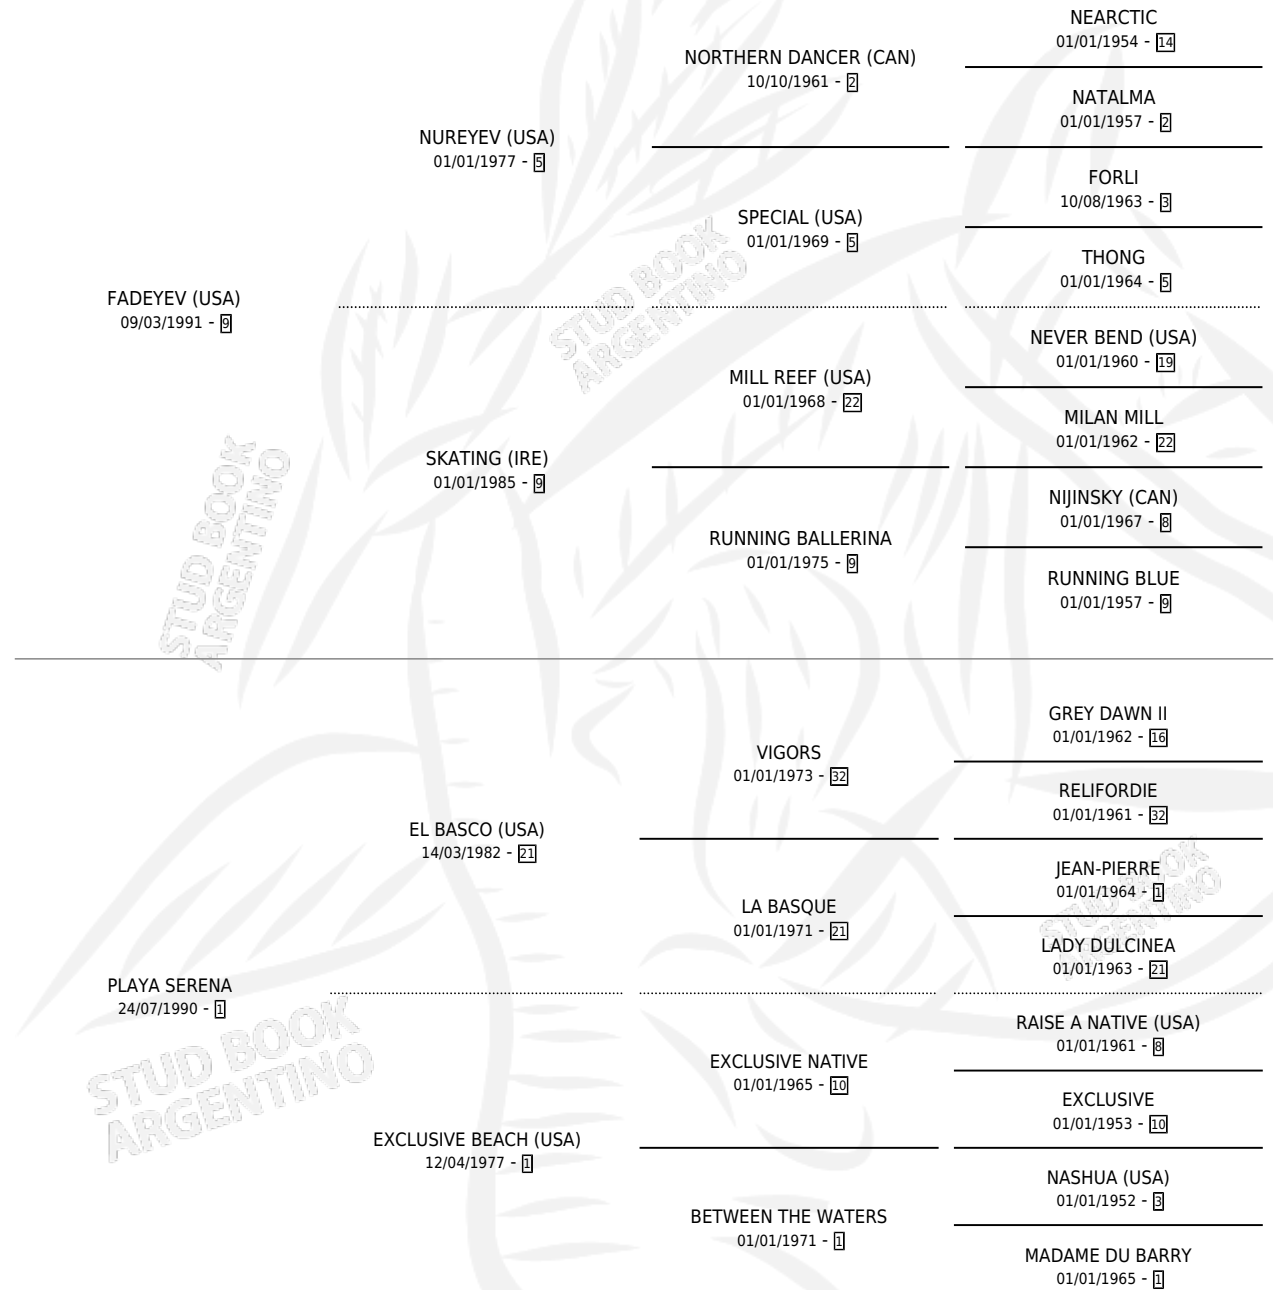 NEARCTIC
01/01/1954 - 14
NORTHERN DANCER (CAN)
10/10/1961 - 2
NATALMA
01/01/1957 - 2
NUREYEV (USA)
01/01/1977 - 5
FORLI
10/08/1963 - 3
SPECIAL (USA)
01/01/1969 - 5
THONG
01/01/1964 - 5
FADEYEV (USA)
09/03/1991 - 9
NEVER BEND (USA)
01/01/1960 - 19
MILL REEF (USA)
01/01/1968 - 22
MILAN MILL
01/01/1962 - 22
SKATING (IRE)
01/01/1985 - 9
NIJINSKY (CAN)
01/01/1967 - 8
RUNNING BALLERINA
01/01/1975 - 9
RUNNING BLUE
01/01/1957 - 9
GREY DAWN II
01/01/1962 - 16
VIGORS
01/01/1973 - 32
RELIFORDIE
01/01/1961 - 32
EL BASCO (USA)
14/03/1982 - 21
JEAN-PIERRE
01/01/1964 - 1
LA BASQUE
01/01/1971 - 21
LADY DULCINEA
01/01/1963 - 21
PLAYA SERENA
24/07/1990 - 1
RAISE A NATIVE (USA)
01/01/1961 - 8
EXCLUSIVE NATIVE
01/01/1965 - 10
EXCLUSIVE
01/01/1953 - 10
EXCLUSIVE BEACH (USA)
12/04/1977 - 1
NASHUA (USA)
01/01/1952 - 3
BETWEEN THE WATERS
01/01/1971 - 1
MADAME DU BARRY
01/01/1965 - 1
STUD BOOK
ARGENTINO
STUD BOOK
ARGENTINO
STUD BOOK
ARGENTINO
STUD BOOK
ARGENTINO